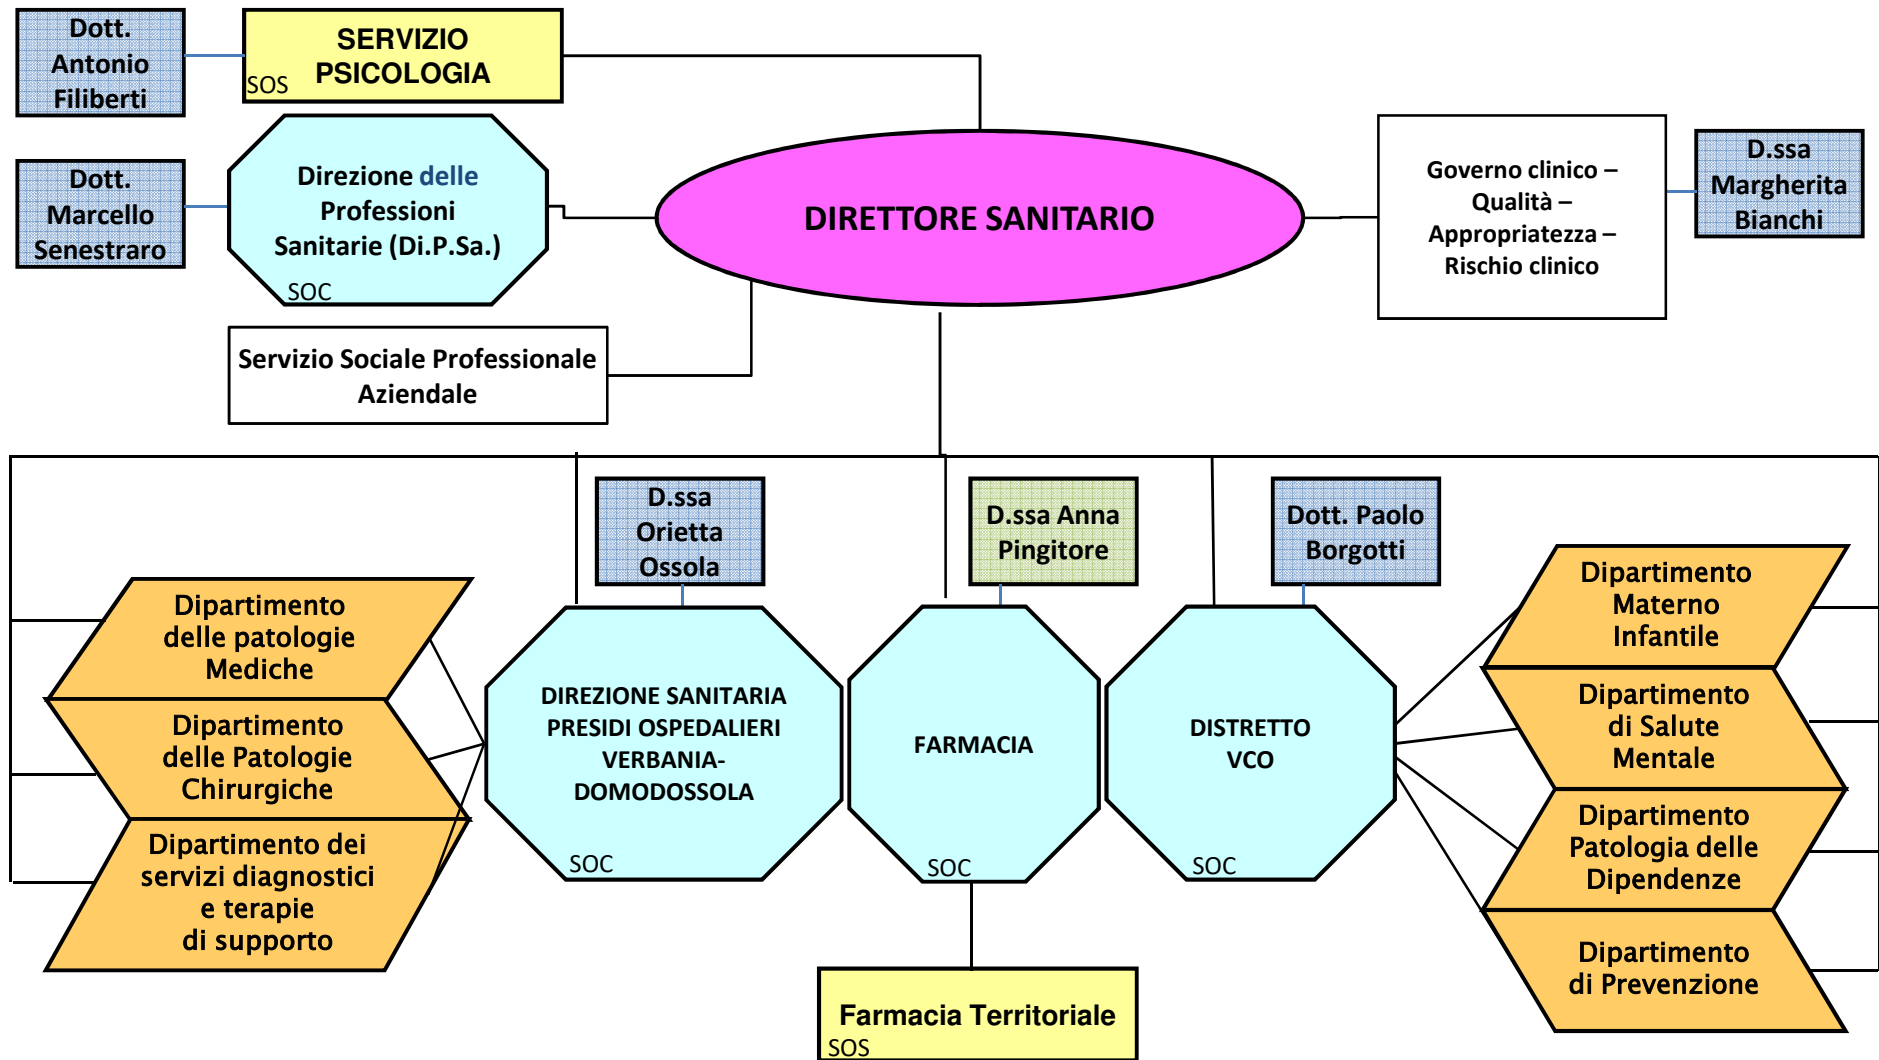 Dott.
Antonio
Filiberti
SERVIZIO
PSICOLOGIA
SOS
Dott.
Marcello
Senestraro
Direzione delle
Professioni
Sanitarie (Di.P.Sa.)
SOC
DIRETTORE SANITARIO
Governo clinico –
Qualità –
Appropriatezza –
Rischio clinico
D.ssa
Margherita
Bianchi
Servizio Sociale Professionale
Aziendale
D.ssa
Orietta
Ossola
D.ssa Anna
Pingitore
Dott. Paolo
Borgotti
Dipartimento
delle patologie
Mediche
Dipartimento
delle Patologie
Chirurgiche
Dipartimento dei
servizi diagnostici
e terapie
di supporto
DIREZIONE SANITARIA
PRESIDI OSPEDALIERI
VERBANIA-
DOMODOSSOLA
SOC
FARMACIA
SOC
DISTRETTO
VCO
SOC
Dipartimento
Materno
Infantile
Dipartimento
di Salute
Mentale
Dipartimento
Patologia delle
Dipendenze
Dipartimento
di Prevenzione
Farmacia Territoriale
SOS